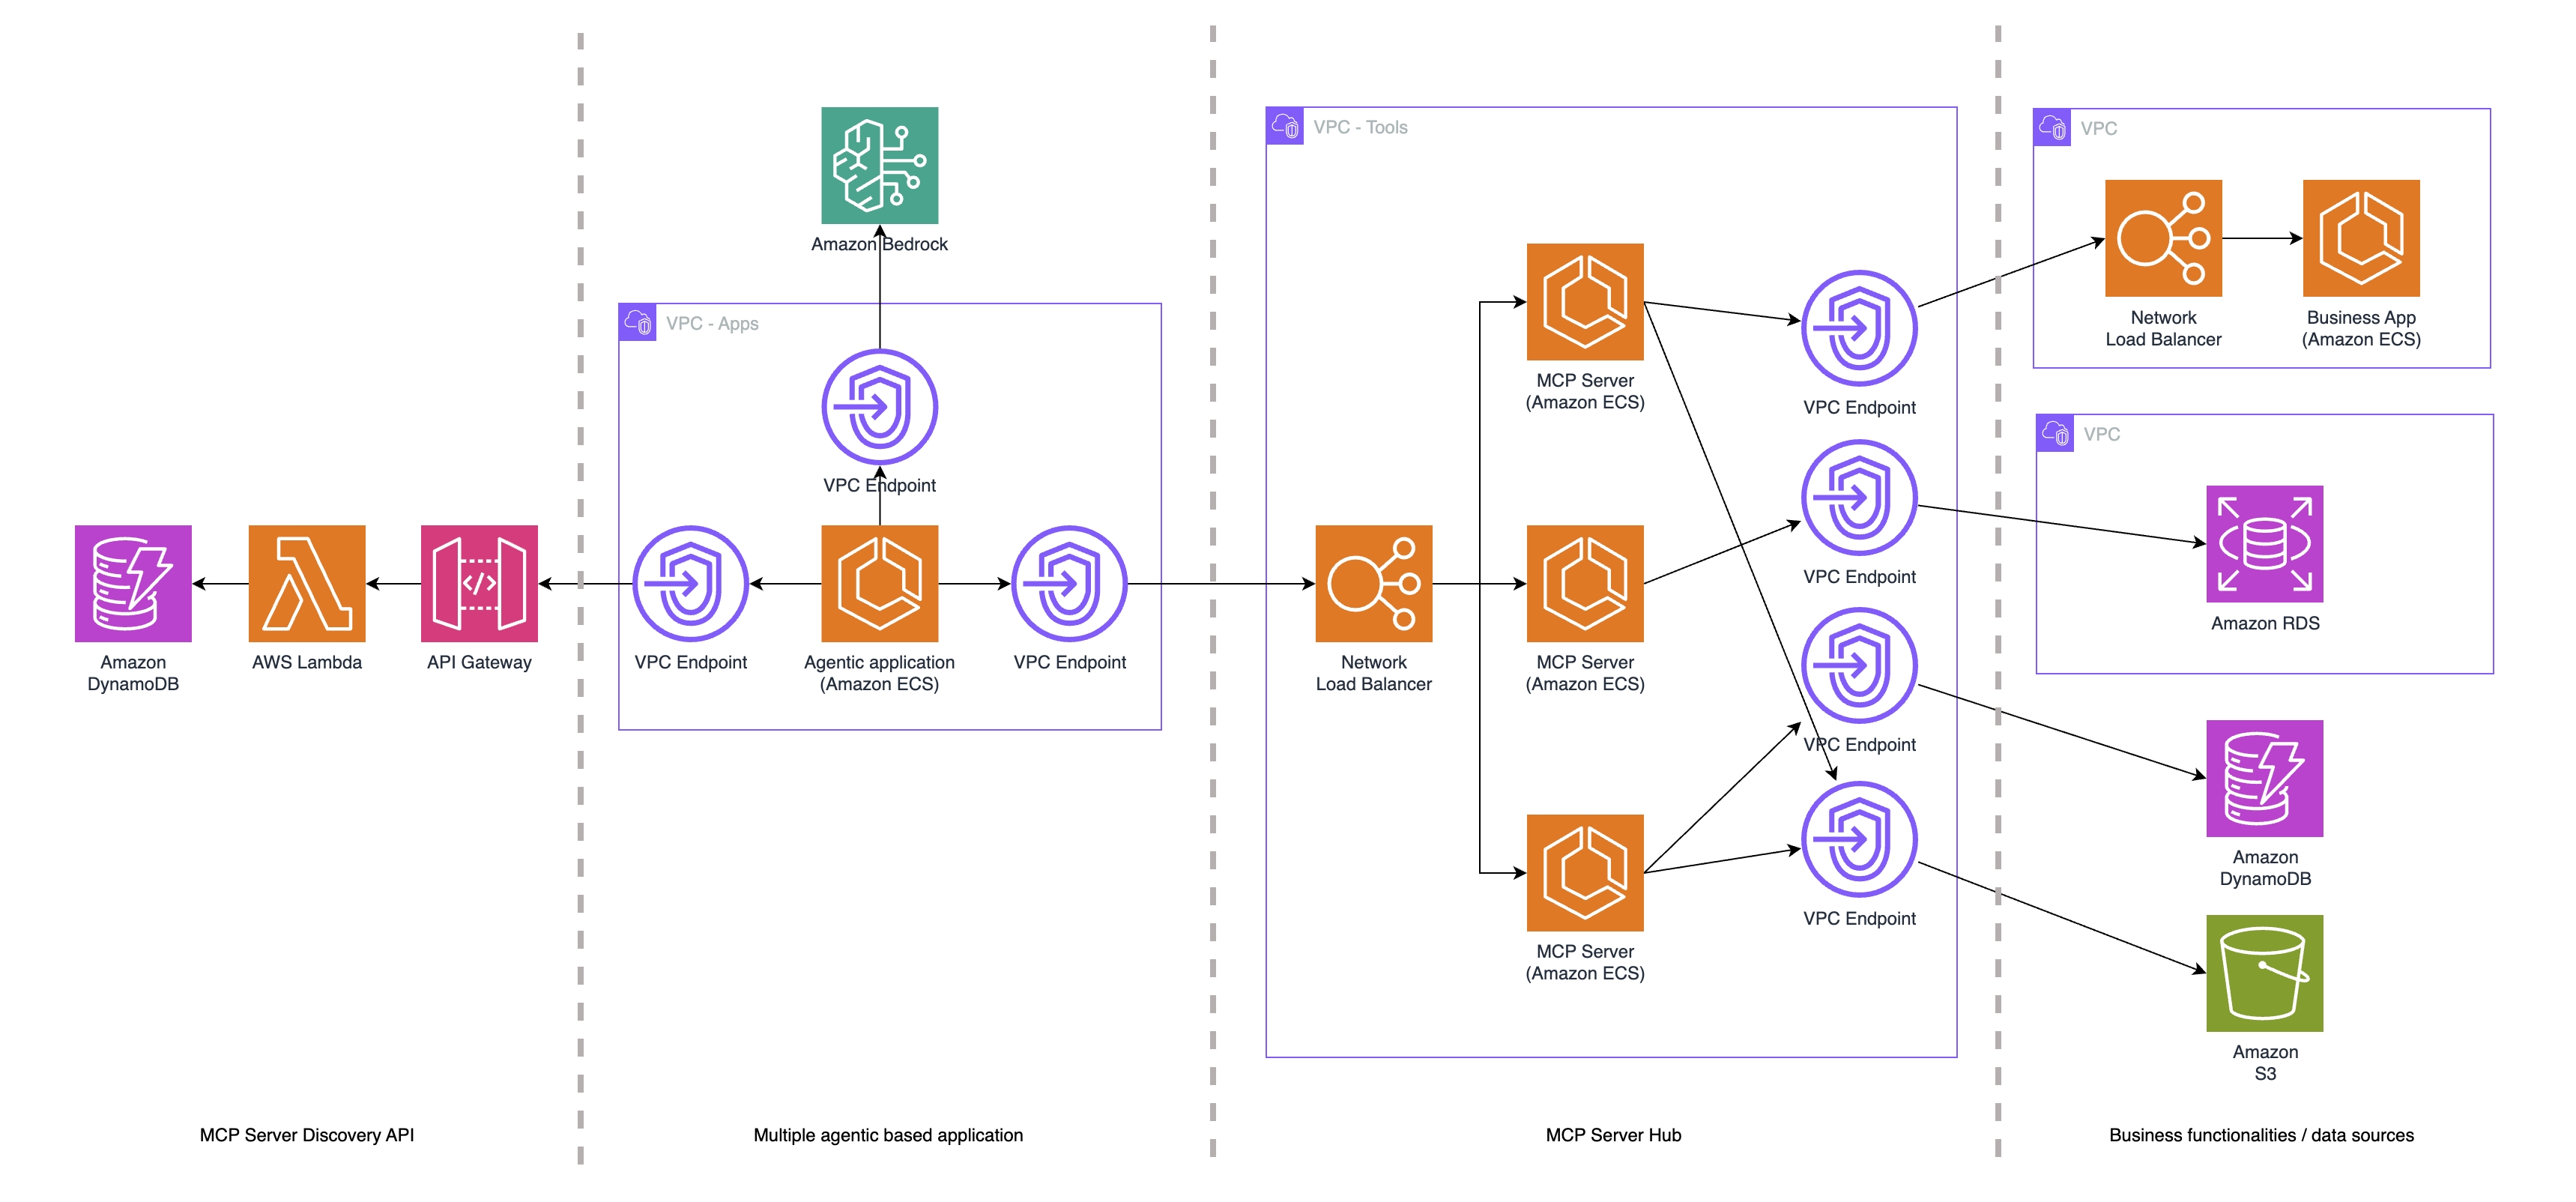 Amazon Bedrock
VPC - Apps
VPC Endpoint
Amazon
DynamoDB
AWS Lambda
API Gateway
VPC Endpoint
Agentic application
(Amazon ECS)
VPC Endpoint
VPC - Tools
Network
Load Balancer
MCP Server
(Amazon ECS)
MCP Server
(Amazon ECS)
MCP Server
(Amazon ECS)
VPC Endpoint
VPC Endpoint
VPC Endpoint
VPC Endpoint
VPC
Network
Load Balancer
Business App
(Amazon ECS)
VPC
Amazon RDS
Amazon
DynamoDB
Amazon
S3
MCP Server Discovery API
Multiple agentic based application
MCP Server Hub
Business functionalities / data sources